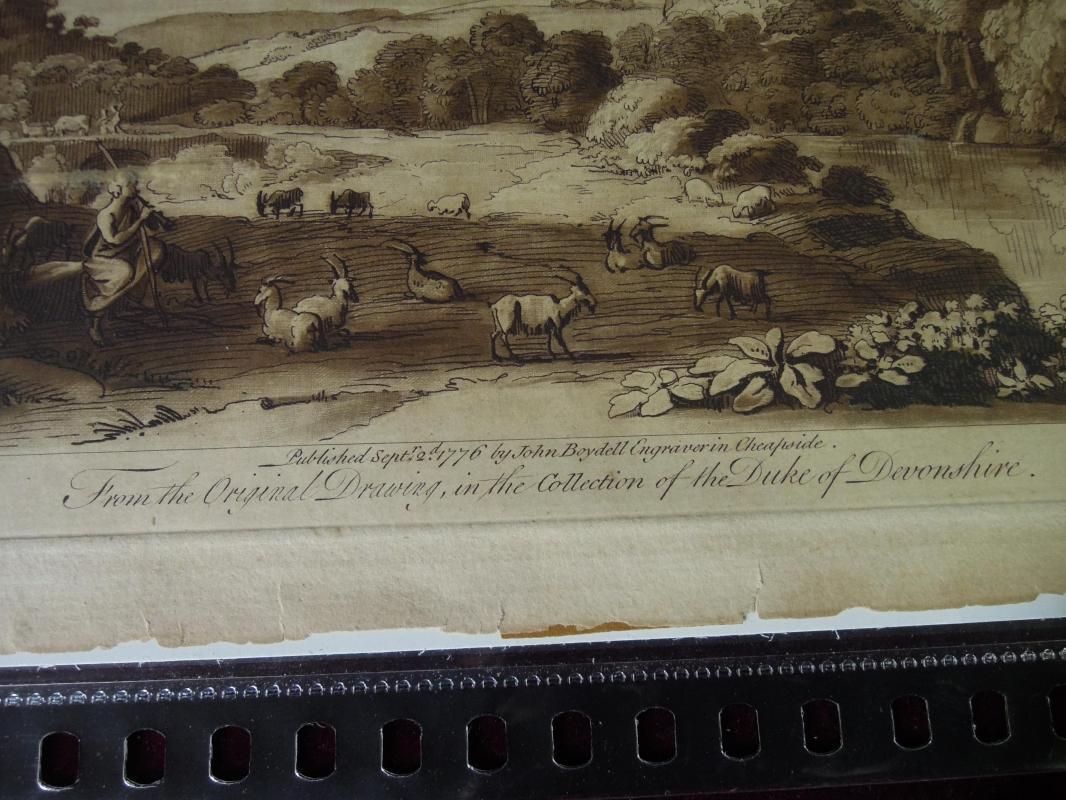 Published Septr. 2d. 1776 by John Boydell Engraver in Cheapside.
From the Original Drawing, in the Collection of the Duke of Devonshire.